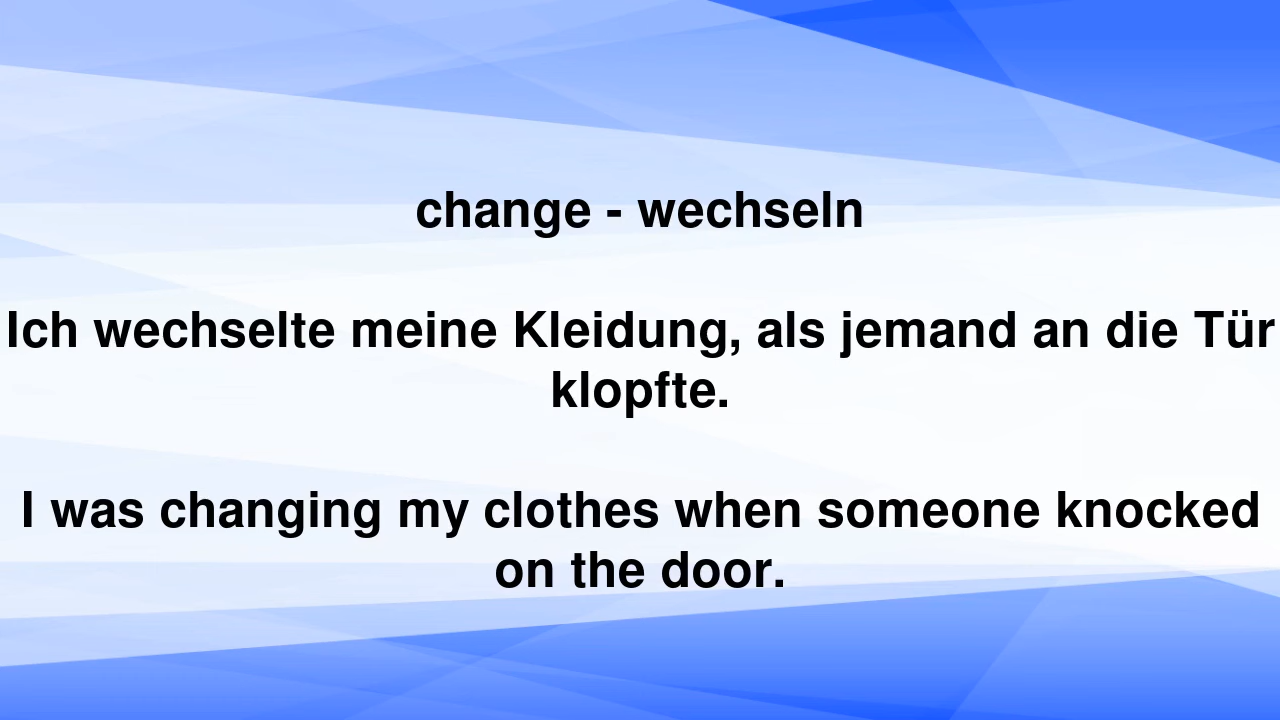 change - wechseln
Ich wechselte meine Kleidung, als jemand an die Tür
klopfte.
I was changing my clothes when someone knocked
on the door.